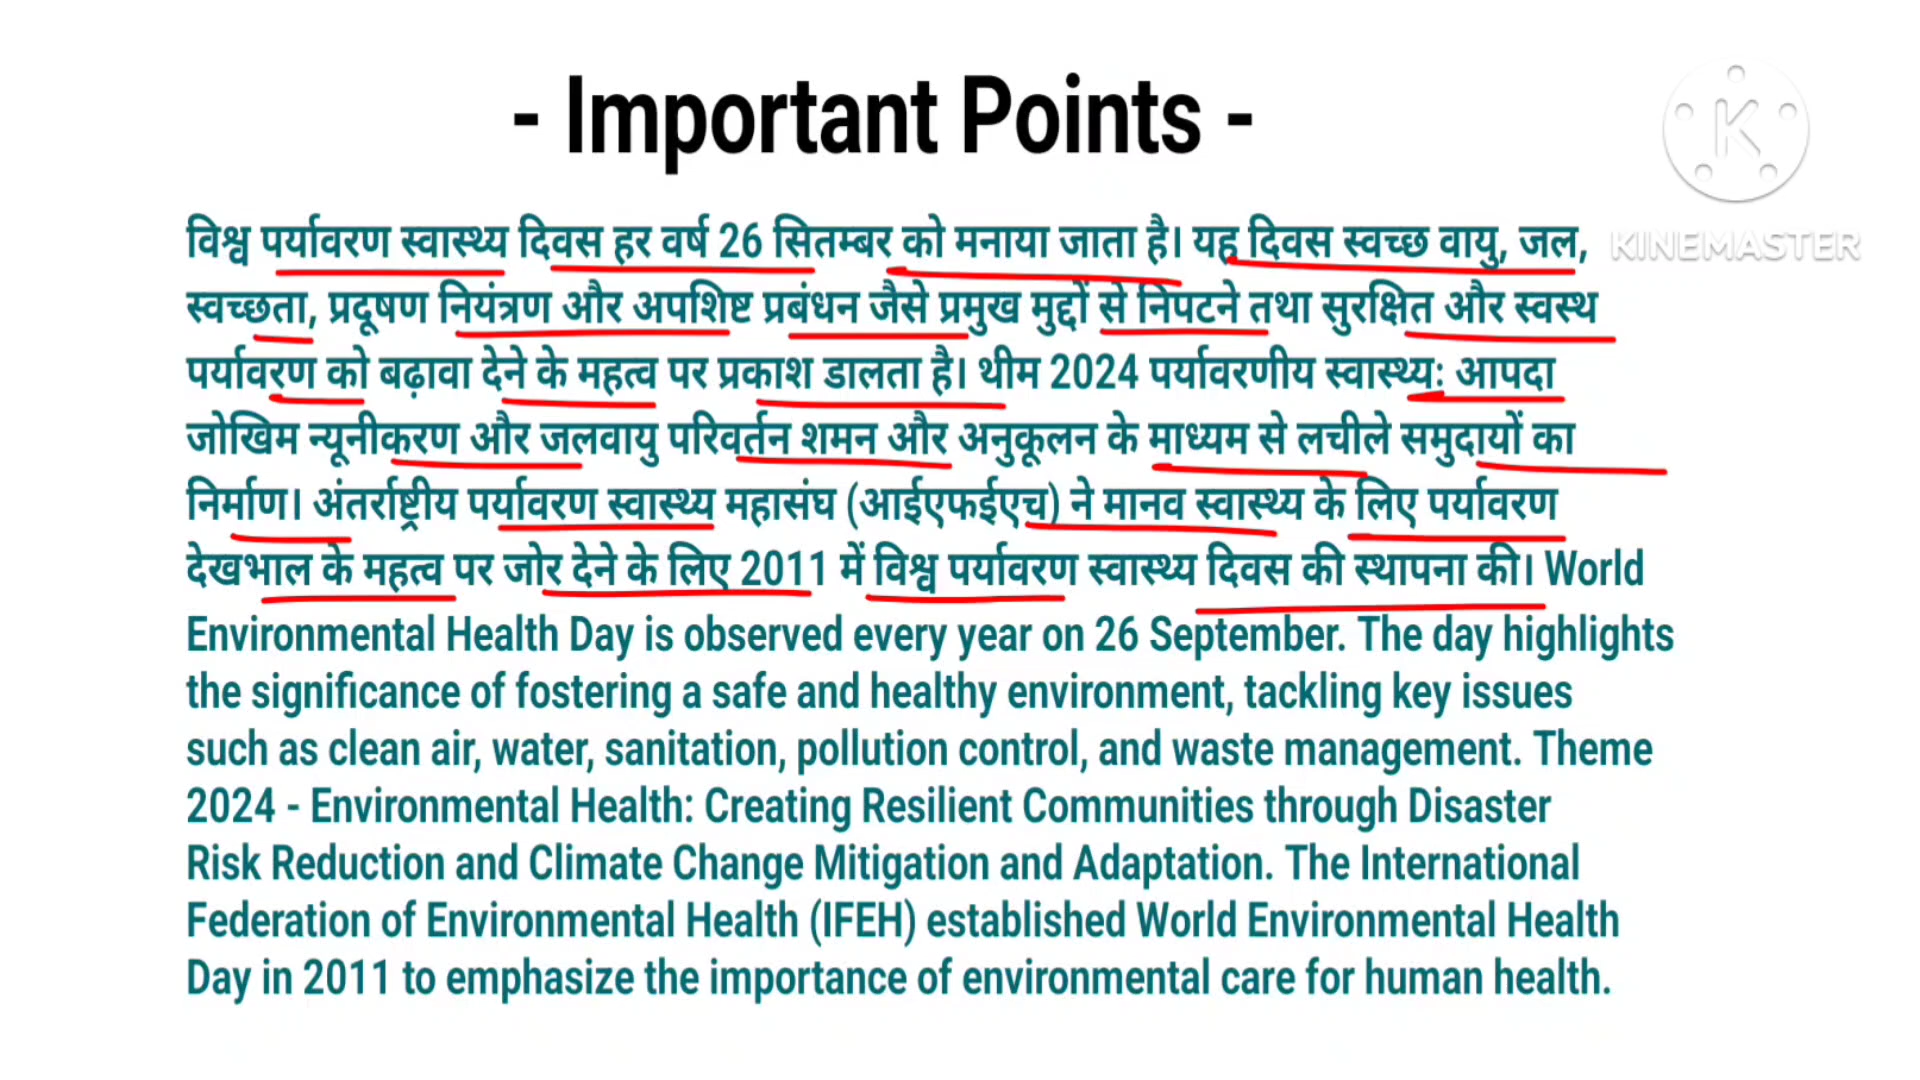 - Important Points -
K
KINEMASTER
विश्व पर्यावरण स्वास्थ्य दिवस हर वर्ष 26 सितम्बर को मनाया जाता है। यह दिवस स्वच्छ वायु, जल,
स्वच्छता, प्रदूषण नियंत्रण और अपशिष्ट प्रबंधन जैसे प्रमुख मुद्दों से निपटने तथा सुरक्षित और स्वस्थ
पर्यावरण को बढ़ावा देने के महत्व पर प्रकाश डालता है। थीम 2024 पर्यावरणीय स्वास्थ्यः आपदा
जोखिम न्यूनीकरण और जलवायु परिवर्तन शमन और अनुकूलन के माध्यम से लचीले समुदायों का
निर्माण। अंतर्राष्ट्रीय पर्यावरण स्वास्थ्य महासंघ (आईएफईएच) ने मानव स्वास्थ्य के लिए पर्यावरण
देखभाल के महत्व पर जोर देने के लिए 2011 में विश्व पर्यावरण स्वास्थ्य दिवस की स्थापना की। World
Environmental Health Day is observed every year on 26 September. The day highlights
the significance of fostering a safe and healthy environment, tackling key issues
such as clean air, water, sanitation, pollution control, and waste management. Theme
2024 - Environmental Health: Creating Resilient Communities through Disaster
Risk Reduction and Climate Change Mitigation and Adaptation. The International
Federation of Environmental Health (IFEH) established World Environmental Health
Day in 2011 to emphasize the importance of environmental care for human health.